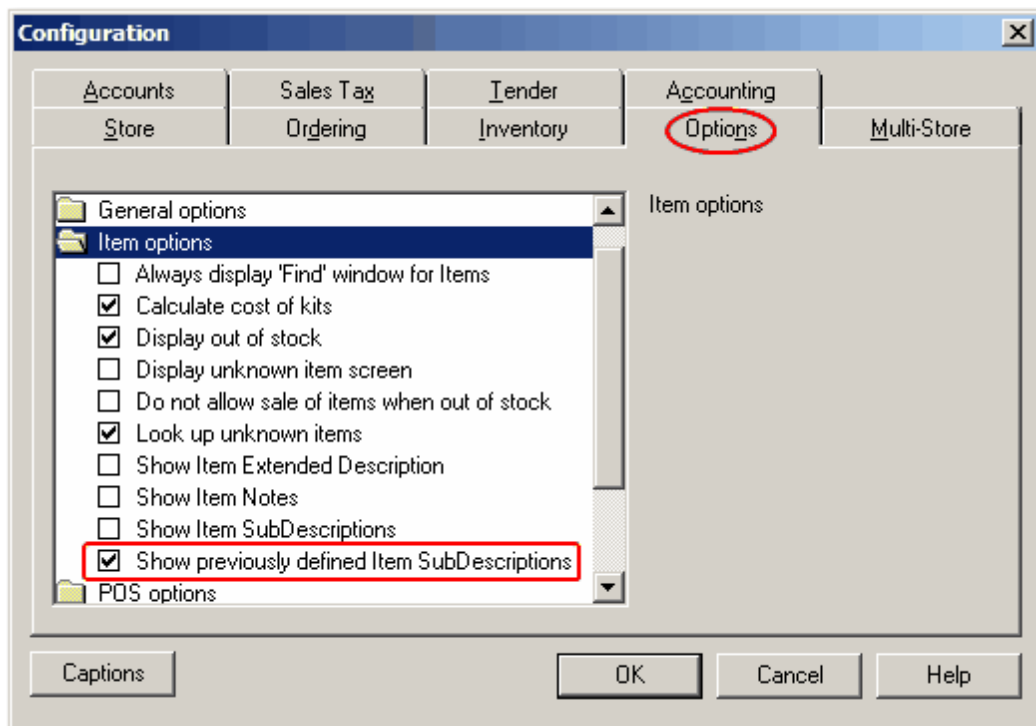 Configuration
Accounts Sales Tax Tender Accounting
Store Ordering Inventory Options Multi-Store
General options
Item options
Item options
Always display 'Find' window for Items
Calculate cost of kits
Display out of stock
Display unknown item screen
Do not allow sale of items when out of stock
Look up unknown items
Show Item Extended Description
Show Item Notes
Show Item SubDescriptions
Show previously defined Item SubDescriptions
POS options
Captions OK Cancel Help